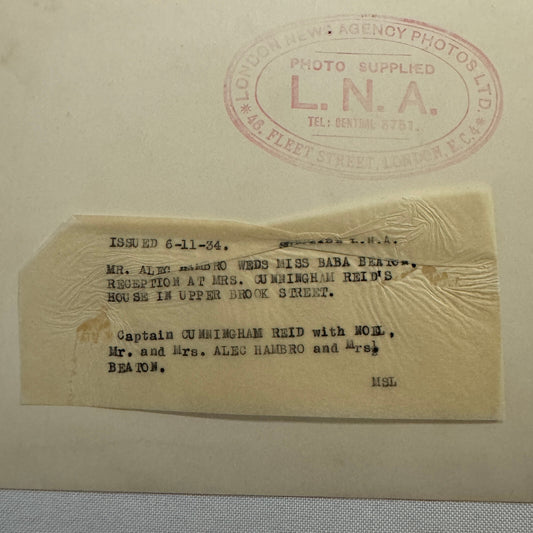 LONDON NEWS AGENCY PHOTOS LTD.
PHOTO SUPPLIED
L. N. A.
TEL: CENTRAL 3751.
* 46, FLEET STREET, LONDON, E.C.4 *
ISSUED 6-11-34. L.N.A.
MR. ALEC HAMBRO WEDS MISS BABA BEATON.
RECEPTION AT MRS. CUNNINGHAM REID'S
HOUSE IN UPPER BROOK STREET.
Captain CUNNINGHAM REID with NOEL,
Mr. and Mrs. ALEC HAMBRO and Mrs.
BEATON.
MSL